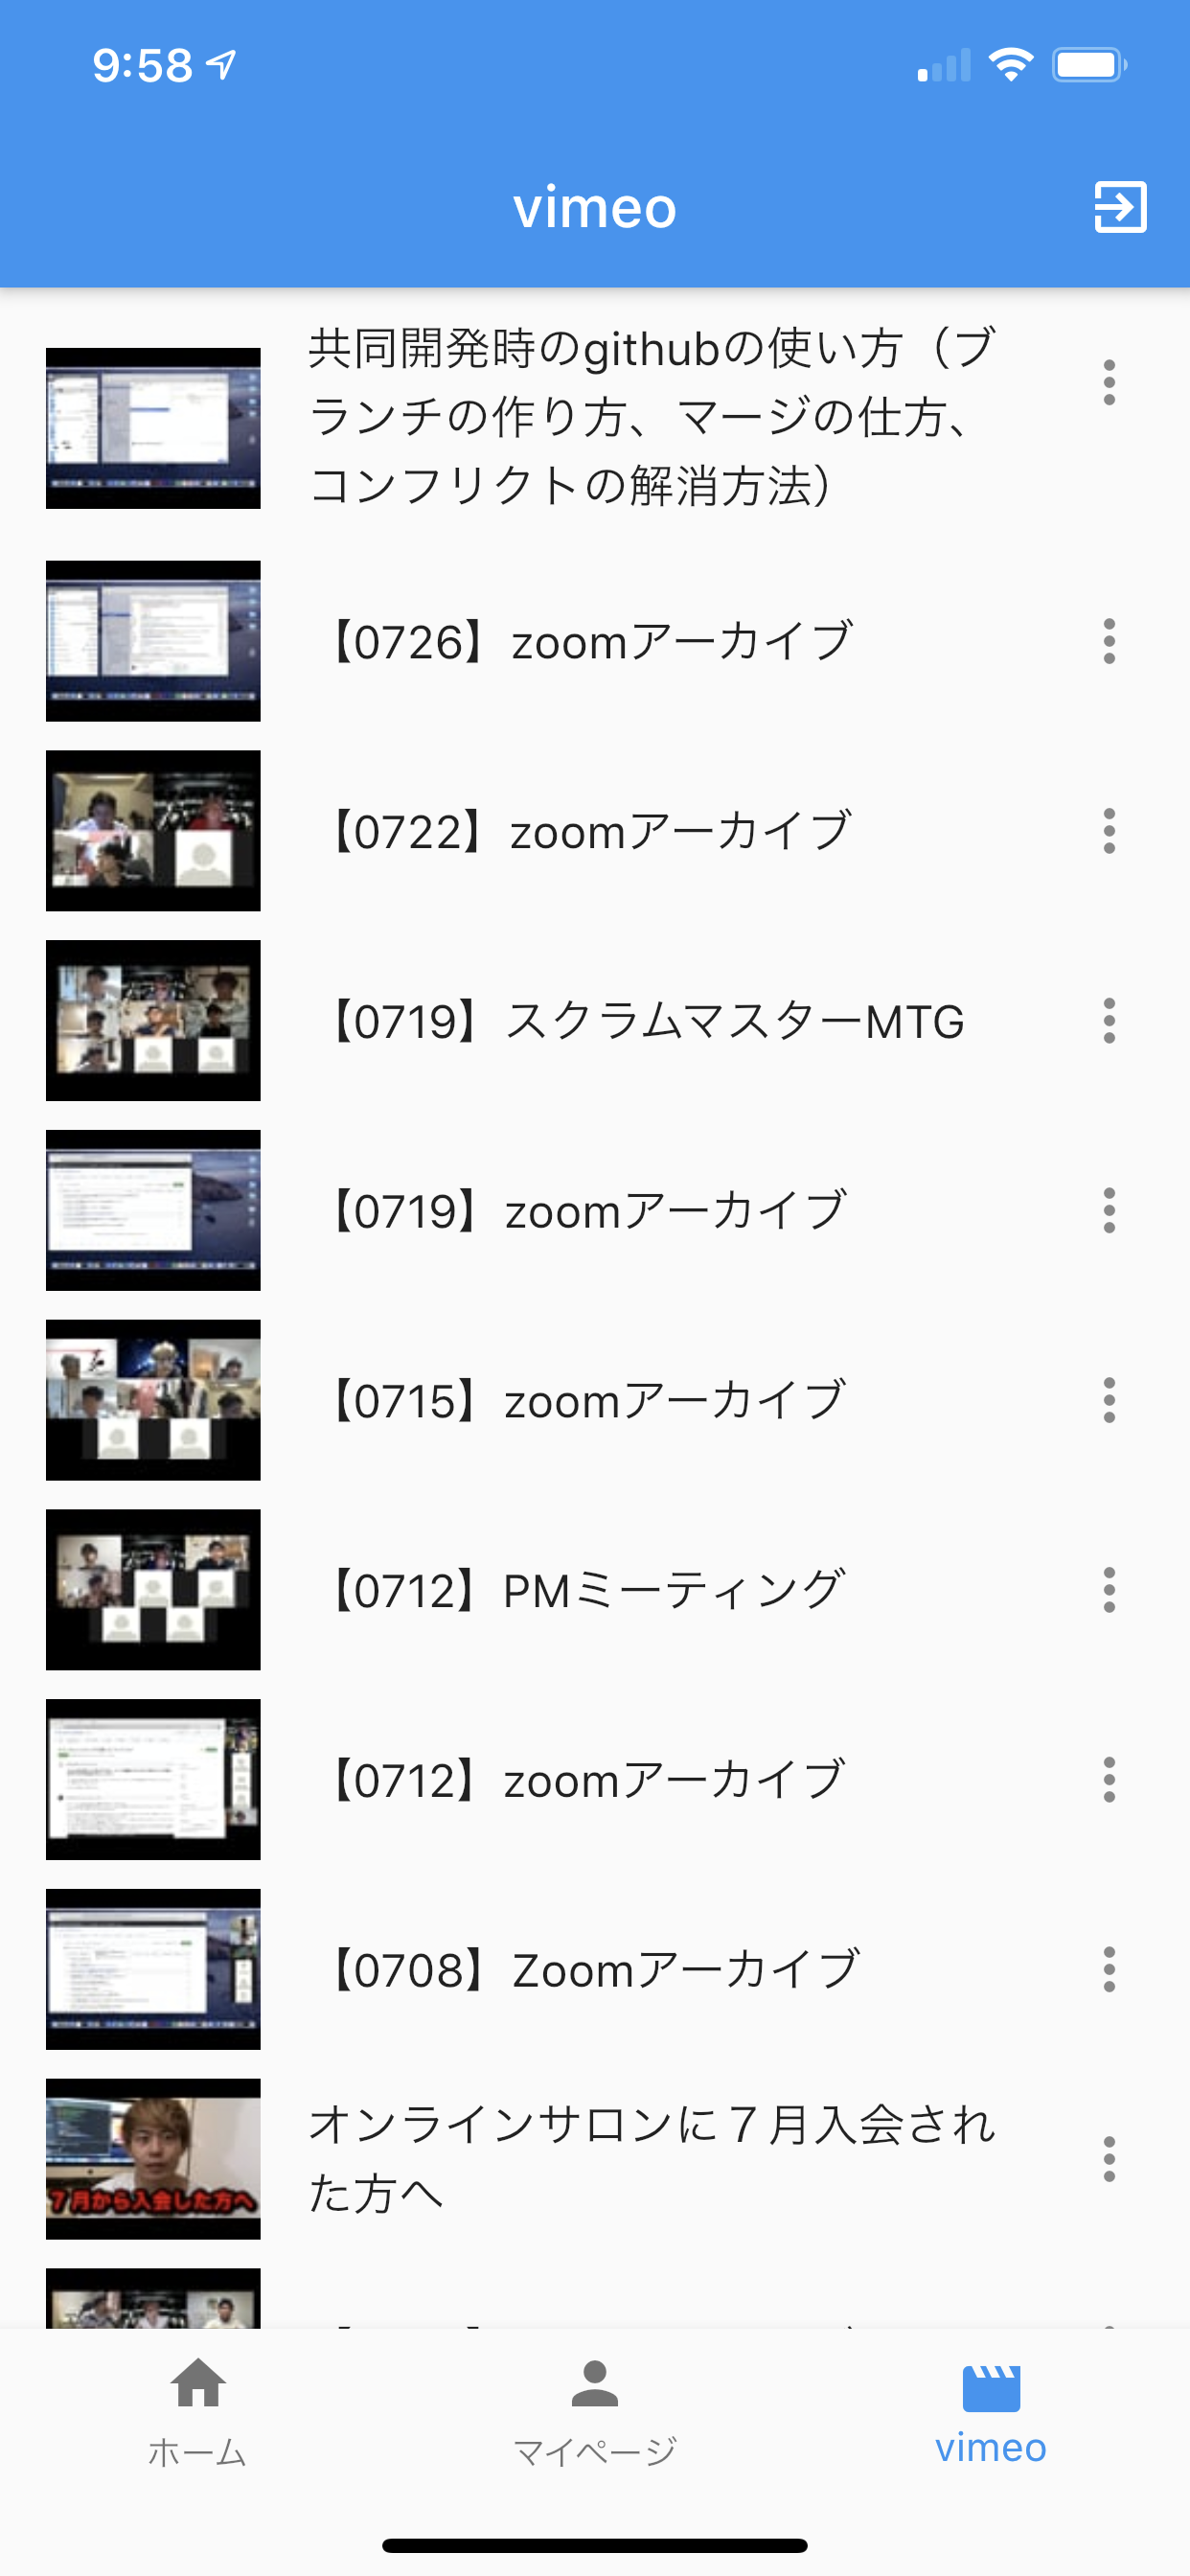 9:58
vimeo
共同開発時のgithubの使い方（ブ
ランチの作り方、マージの仕方、
コンフリクトの解消方法）
【0726】zoomアーカイブ
【0722】zoomアーカイブ
【0719】スクラムマスターMTG
【0719】zoomアーカイブ
【0715】zoomアーカイブ
【0712】PMミーティング
【0712】zoomアーカイブ
【0708】Zoomアーカイブ
オンラインサロンに７月入会され
た方へ
７月から入会した方へ
ホーム
マイページ
vimeo